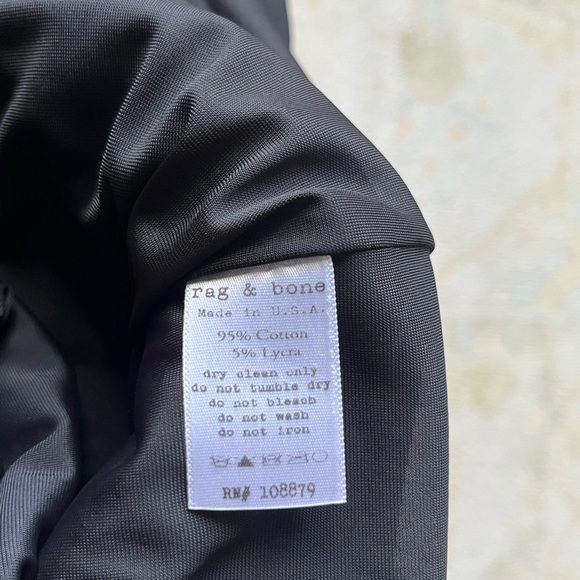 rag & bone
Made in U.S.A.
95% Cotton
5% Lycra
dry clean only
do not tumble dry
do not bleach
do not wash
do not iron
RN# 108879